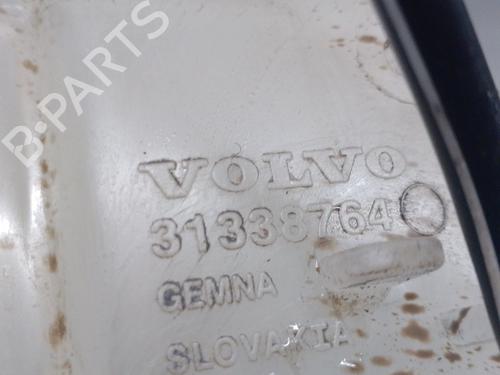 B-PARTS
VOLVO
31338764
GEMNA
SLOVAKIA